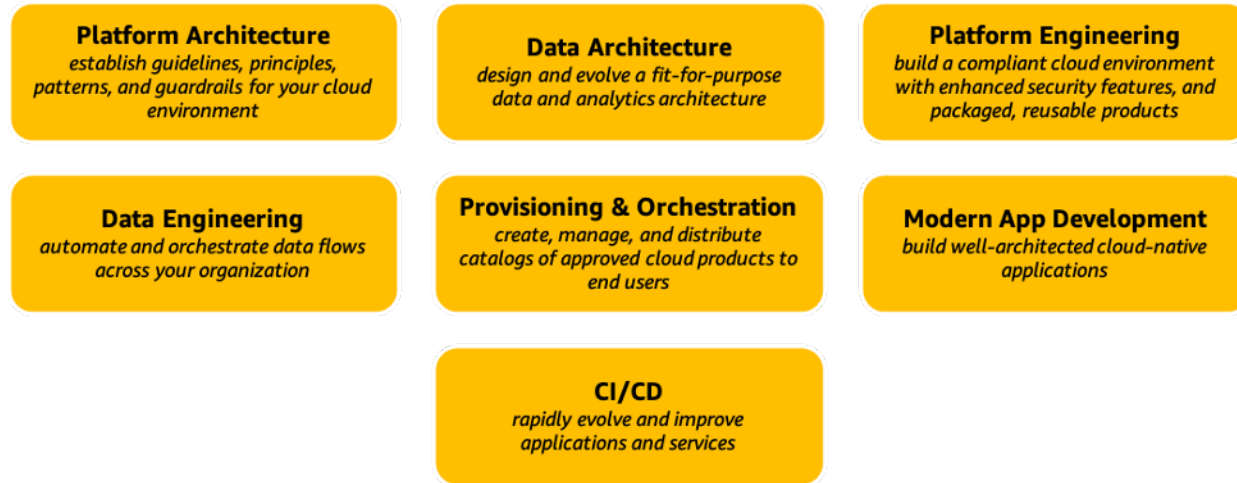 Platform Architecture
establish guidelines, principles,
patterns, and guardrails for your cloud
environment
Data Architecture
design and evolve a fit-for-purpose
data and analytics architecture
Platform Engineering
build a compliant cloud environment
with enhanced security features, and
packaged, reusable products
Data Engineering
automate and orchestrate data flows
across your organization
Provisioning & Orchestration
create, manage, and distribute
catalogs of approved cloud products to
end users
Modern App Development
build well-architected cloud-native
applications
CI/CD
rapidly evolve and improve
applications and services